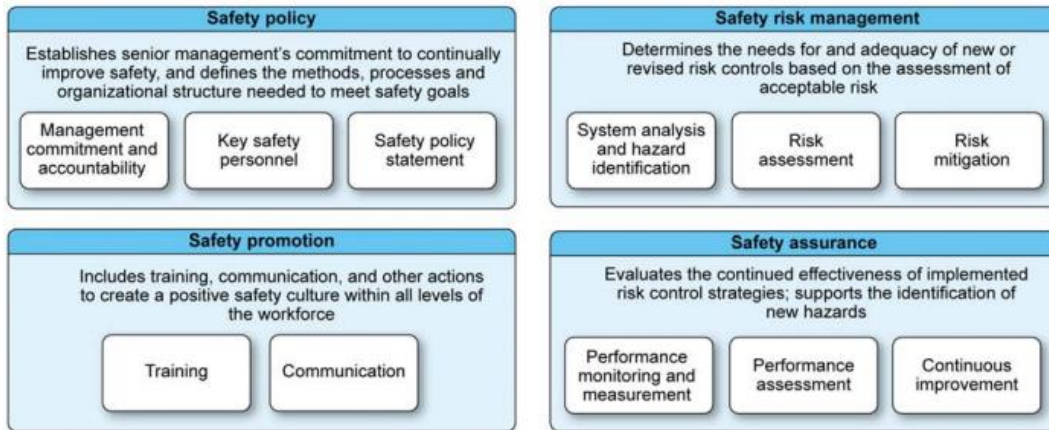 Safety policy
Establishes senior management's commitment to continually
improve safety, and defines the methods, processes and
organizational structure needed to meet safety goals
Management
commitment and
accountability
Key safety
personnel
Safety policy
statement
Safety risk management
Determines the needs for and adequacy of new or
revised risk controls based on the assessment of
acceptable risk
System analysis
and hazard
identification
Risk
assessment
Risk
mitigation
Safety promotion
Includes training, communication, and other actions
to create a positive safety culture within all levels of
the workforce
Training
Communication
Safety assurance
Evaluates the continued effectiveness of implemented
risk control strategies; supports the identification of
new hazards
Performance
monitoring and
measurement
Performance
assessment
Continuous
improvement